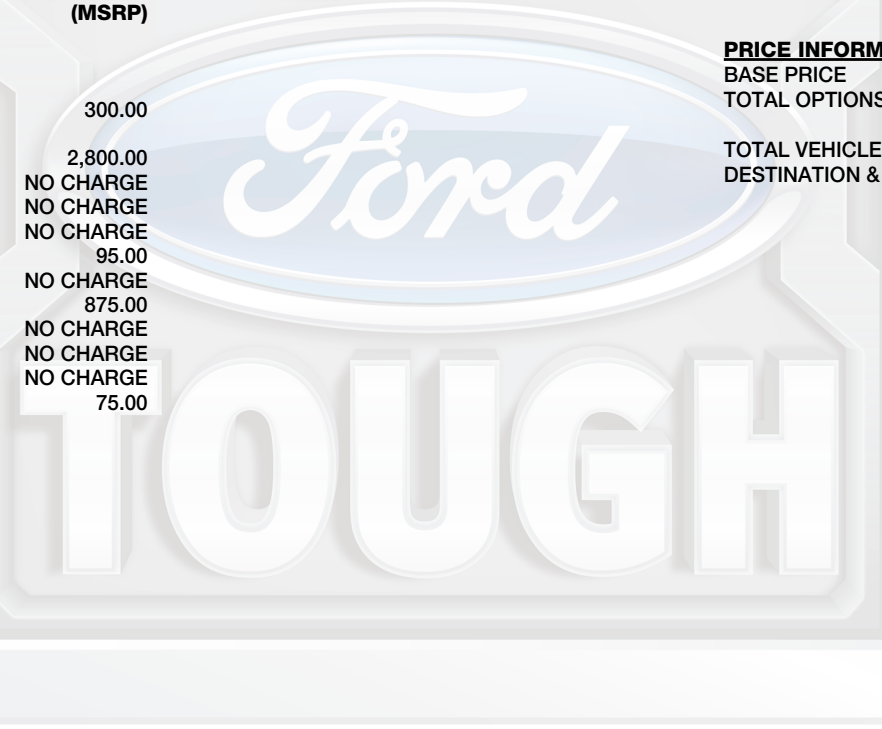 (MSRP)
300.00
2,800.00
NO CHARGE
NO CHARGE
NO CHARGE
95.00
NO CHARGE
875.00
NO CHARGE
NO CHARGE
NO CHARGE
75.00
PRICE INFORM
BASE PRICE
TOTAL OPTIONS
TOTAL VEHICLE
DESTINATION &
Ford
TOUGH